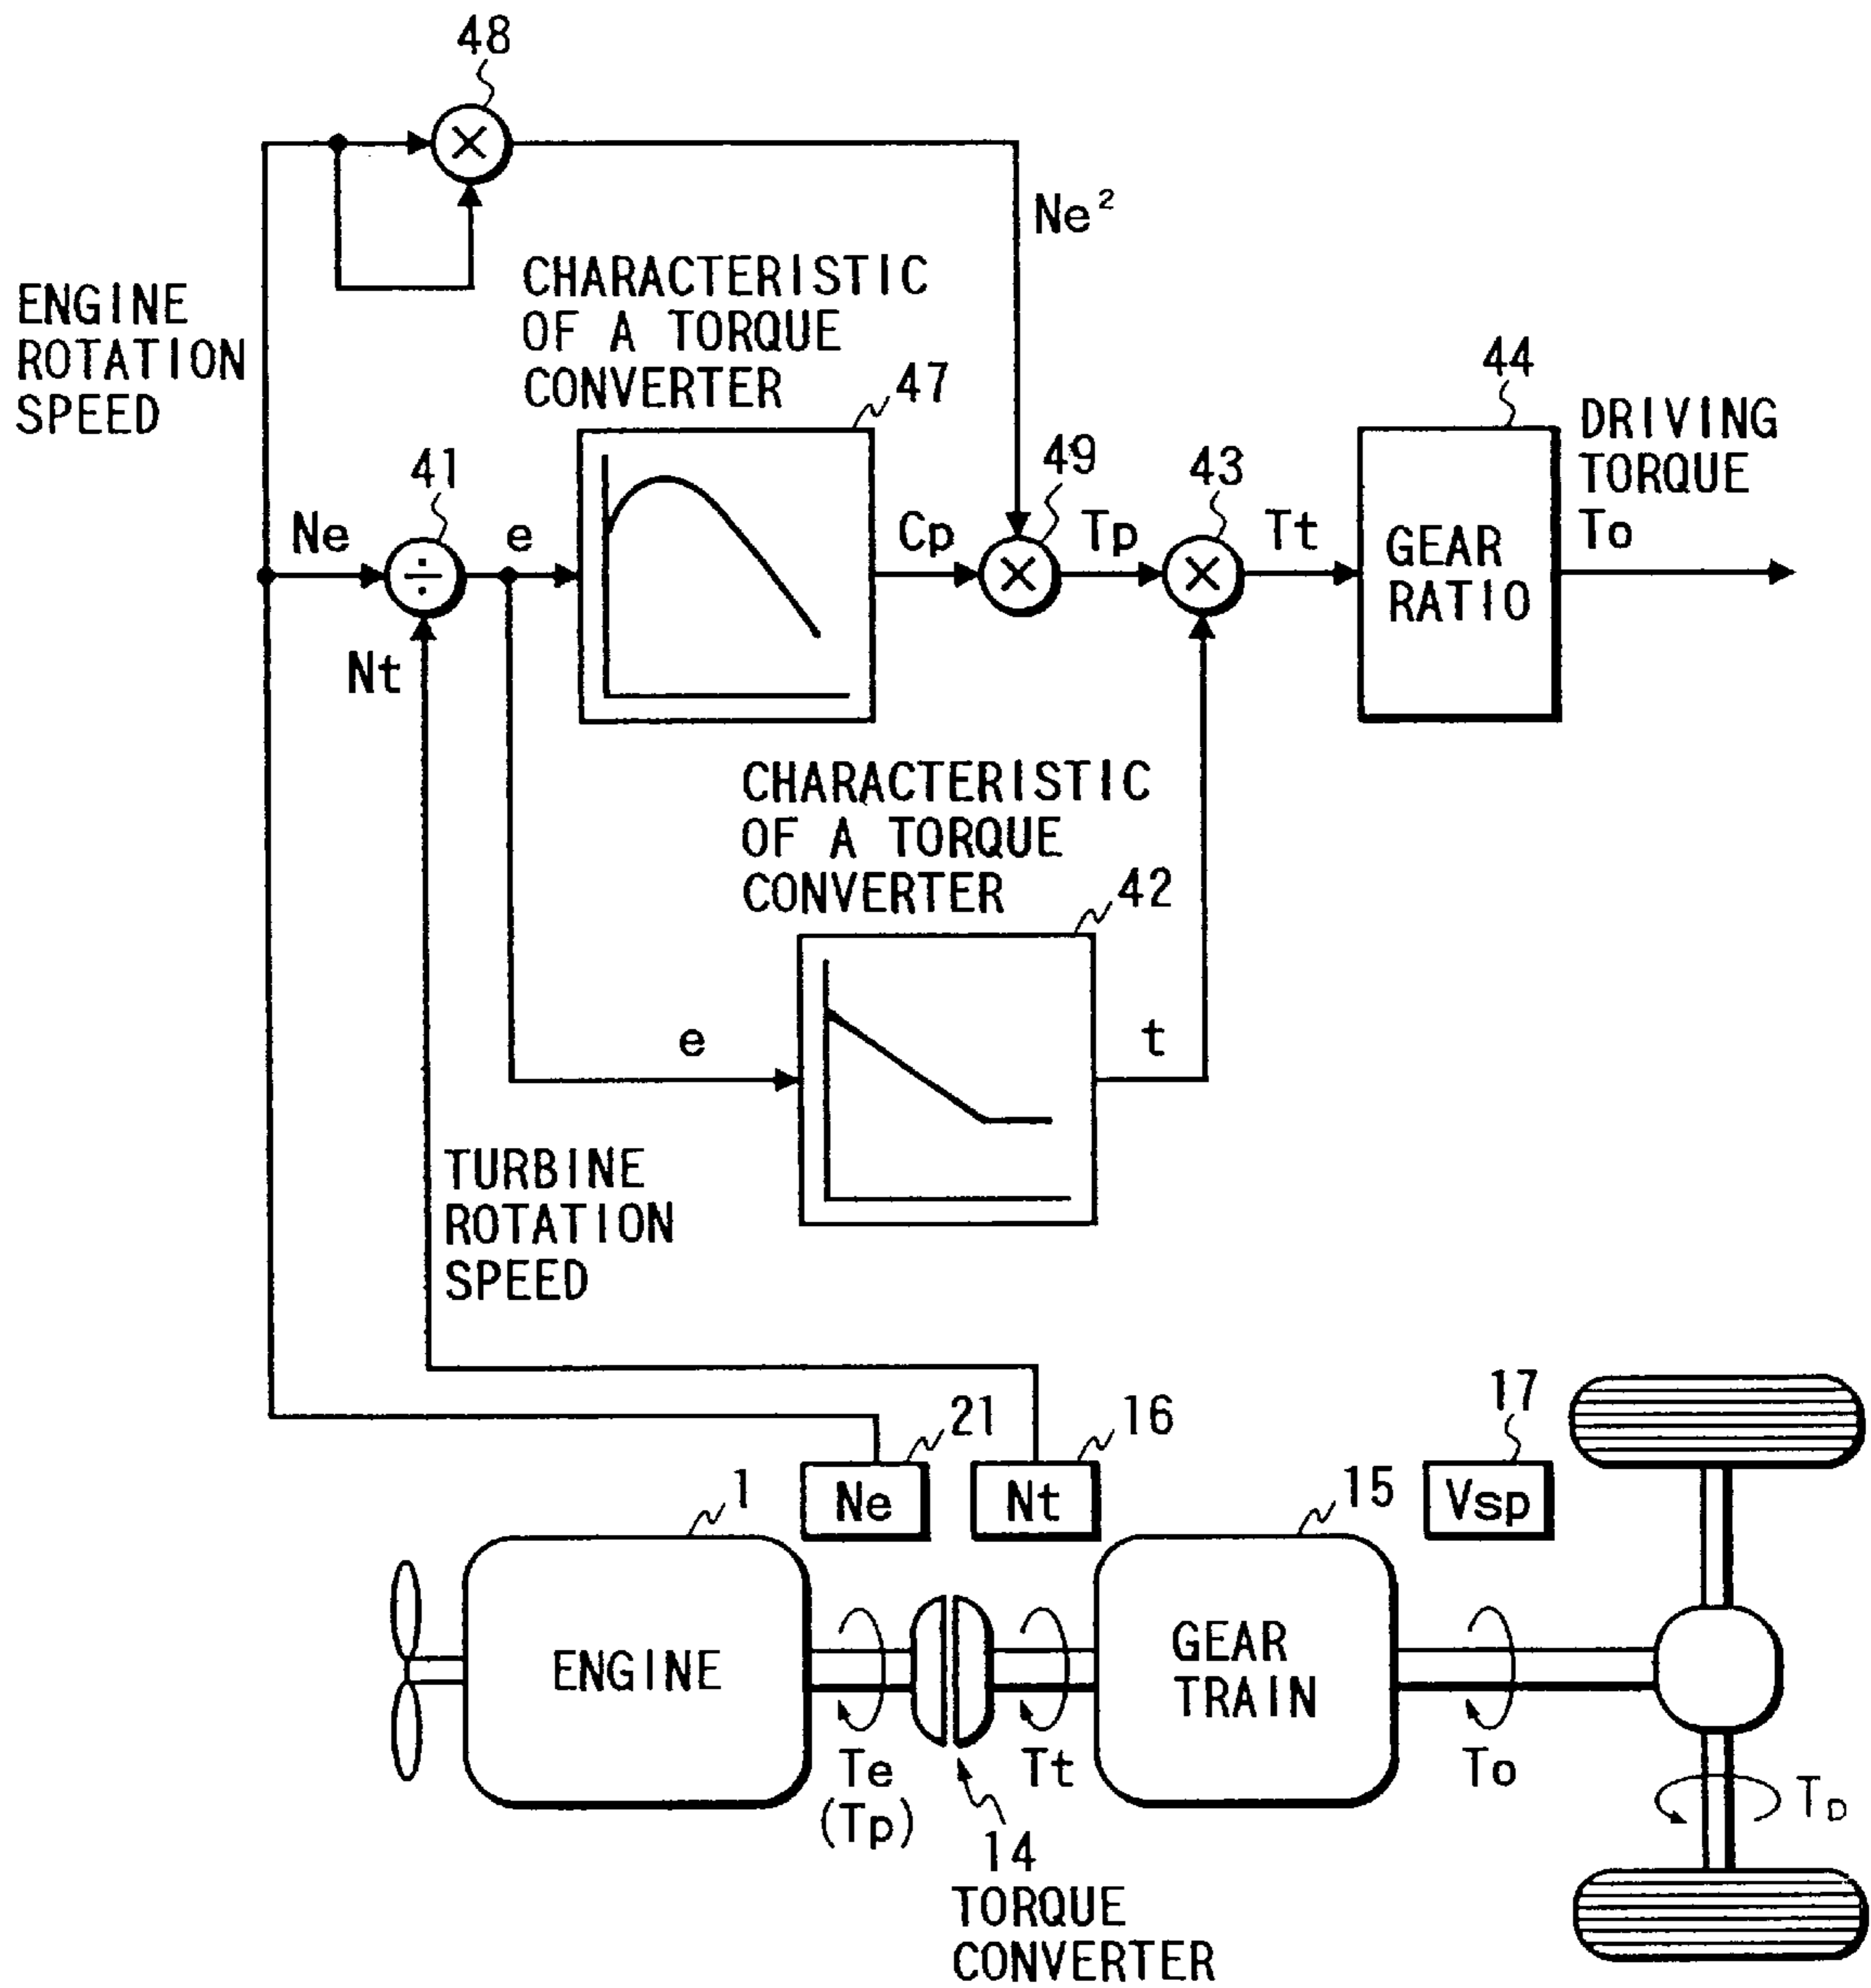 48
Ne²
ENGINE
ROTATION
SPEED
CHARACTERISTIC
OF A TORQUE
CONVERTER
47
44
DRIVING
TORQUE
To
41
49
43
Ne
e
Cp
Tp
Tt
÷
×
×
×
GEAR
RATIO
Nt
CHARACTERISTIC
OF A TORQUE
CONVERTER
42
e
t
TURBINE
ROTATION
SPEED
21
16
17
1
Ne
Nt
15
Vsp
ENGINE
GEAR
TRAIN
Te
(Tp)
Tt
To
TD
14
TORQUE
CONVERTER